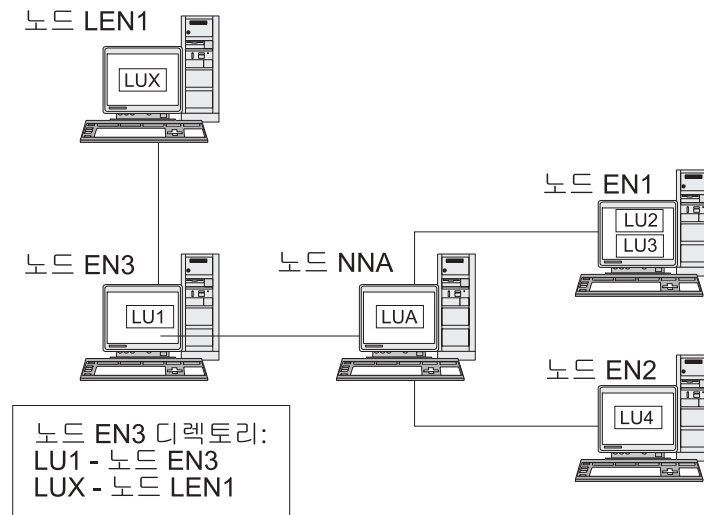 노드 LEN1
LUX
노드 EN1
LU2
LU3
노드 EN3
노드 NNA
LU1
LUA
노드 EN2
LU4
노드 EN3 디렉토리:
LU1 - 노드 EN3
LUX - 노드 LEN1